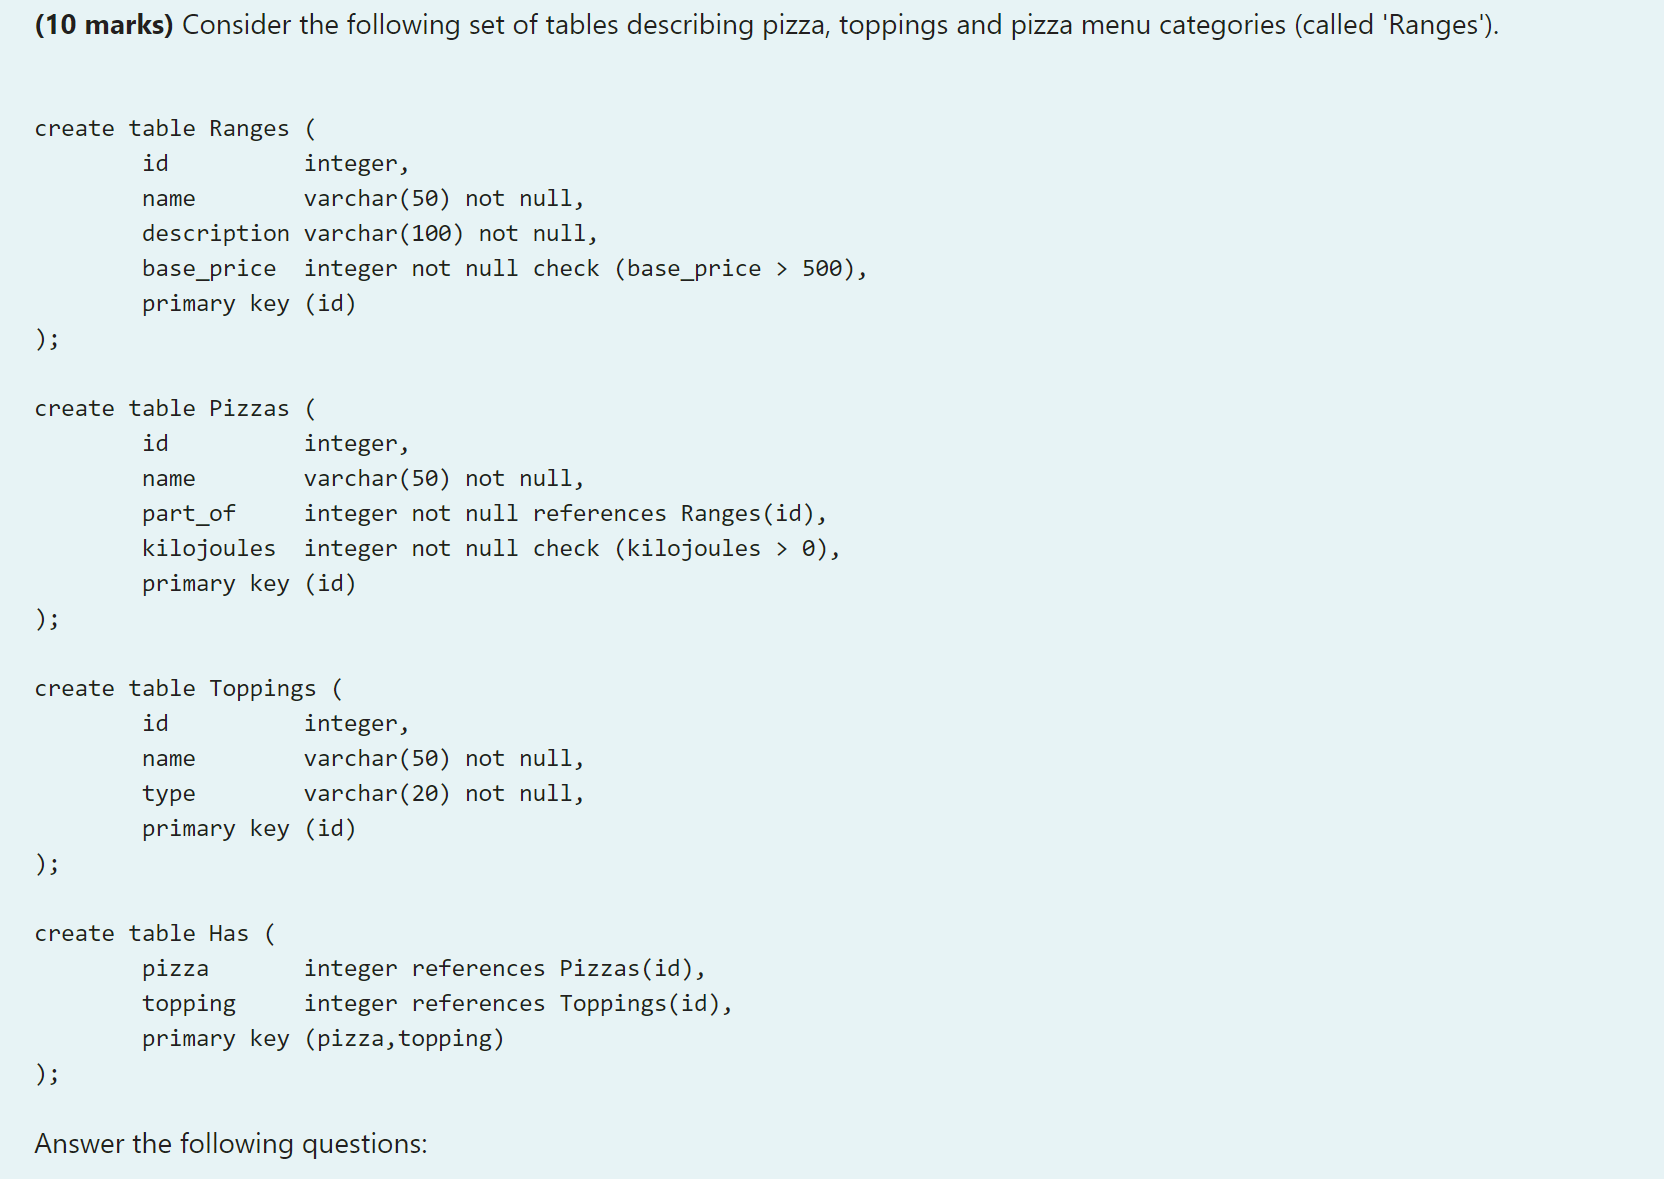 (10 marks) Consider the following set of tables describing pizza, toppings and pizza menu categories (called 'Ranges').
create table Ranges (
        id          integer,
        name        varchar(50) not null,
        description varchar(100) not null,
        base_price  integer not null check (base_price > 500),
        primary key (id)
);
create table Pizzas (
        id          integer,
        name        varchar(50) not null,
        part_of     integer not null references Ranges(id),
        kilojoules  integer not null check (kilojoules > 0),
        primary key (id)
);
create table Toppings (
        id          integer,
        name        varchar(50) not null,
        type        varchar(20) not null,
        primary key (id)
);
create table Has (
        pizza       integer references Pizzas(id),
        topping     integer references Toppings(id),
        primary key (pizza,topping)
);
Answer the following questions: